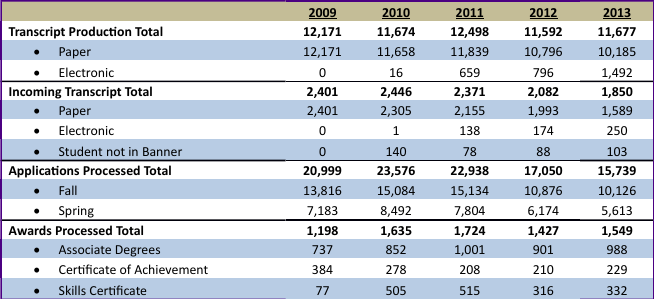 2009 2010 2011 2012 2013
Transcript Production Total 12,171 11,674 12,498 11,592 11,677
• Paper 12,171 11,658 11,839 10,796 10,185
• Electronic 0 16 659 796 1,492
Incoming Transcript Total 2,401 2,446 2,371 2,082 1,850
• Paper 2,401 2,305 2,155 1,993 1,589
• Electronic 0 1 138 174 250
• Student not in Banner 0 140 78 88 103
Applications Processed Total 20,999 23,576 22,938 17,050 15,739
• Fall 13,816 15,084 15,134 10,876 10,126
• Spring 7,183 8,492 7,804 6,174 5,613
Awards Processed Total 1,198 1,635 1,724 1,427 1,549
• Associate Degrees 737 852 1,001 901 988
• Certificate of Achievement 384 278 208 210 229
• Skills Certificate 77 505 515 316 332